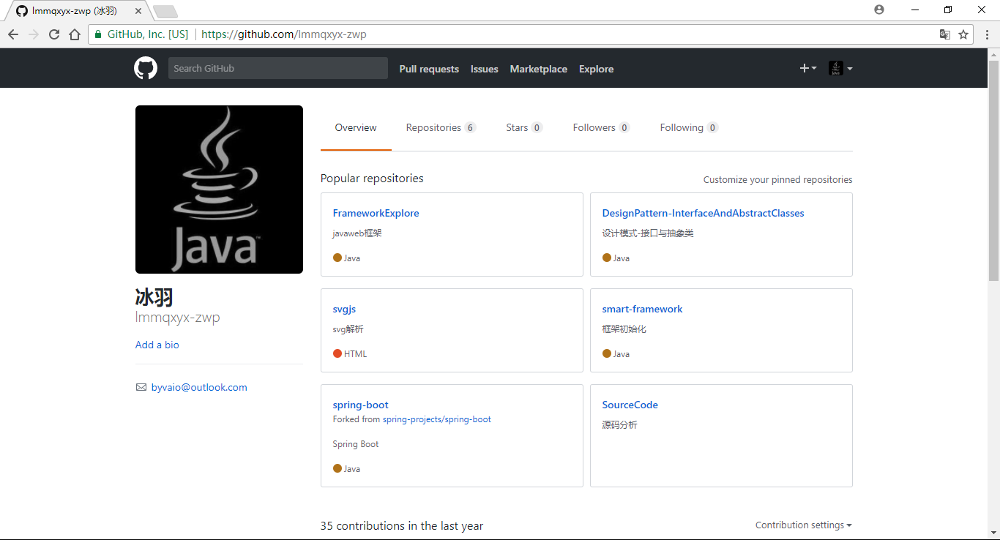 lmmqxyx-zwp (冰羽)
GitHub, Inc. [US] https://github.com/lmmqxyx-zwp
Search GitHub Pull requests Issues Marketplace Explore
Overview Repositories 6 Stars 0 Followers 0 Following 0
Java™
冰羽
lmmqxyx-zwp
Add a bio
byvaio@outlook.com
Popular repositories Customize your pinned repositories
FrameworkExplore
javaweb框架
Java
DesignPattern-InterfaceAndAbstractClasses
设计模式-接口与抽象类
Java
svgjs
svg解析
HTML
smart-framework
框架初始化
Java
spring-boot
Forked from spring-projects/spring-boot
Spring Boot
Java
SourceCode
源码分析
35 contributions in the last year Contribution settings